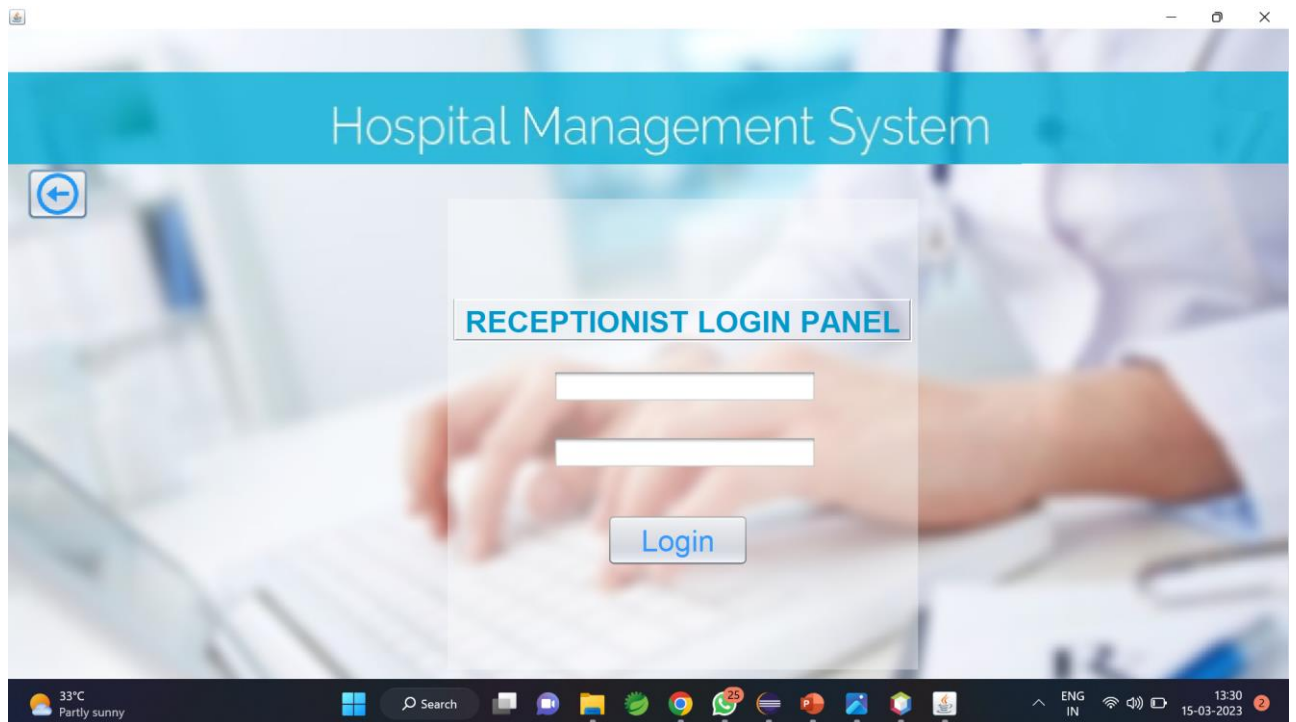 Hospital Management System
RECEPTIONIST LOGIN PANEL
Login
33°C
Partly sunny
Search
25
ENG
IN
13:30
15-03-2023
2